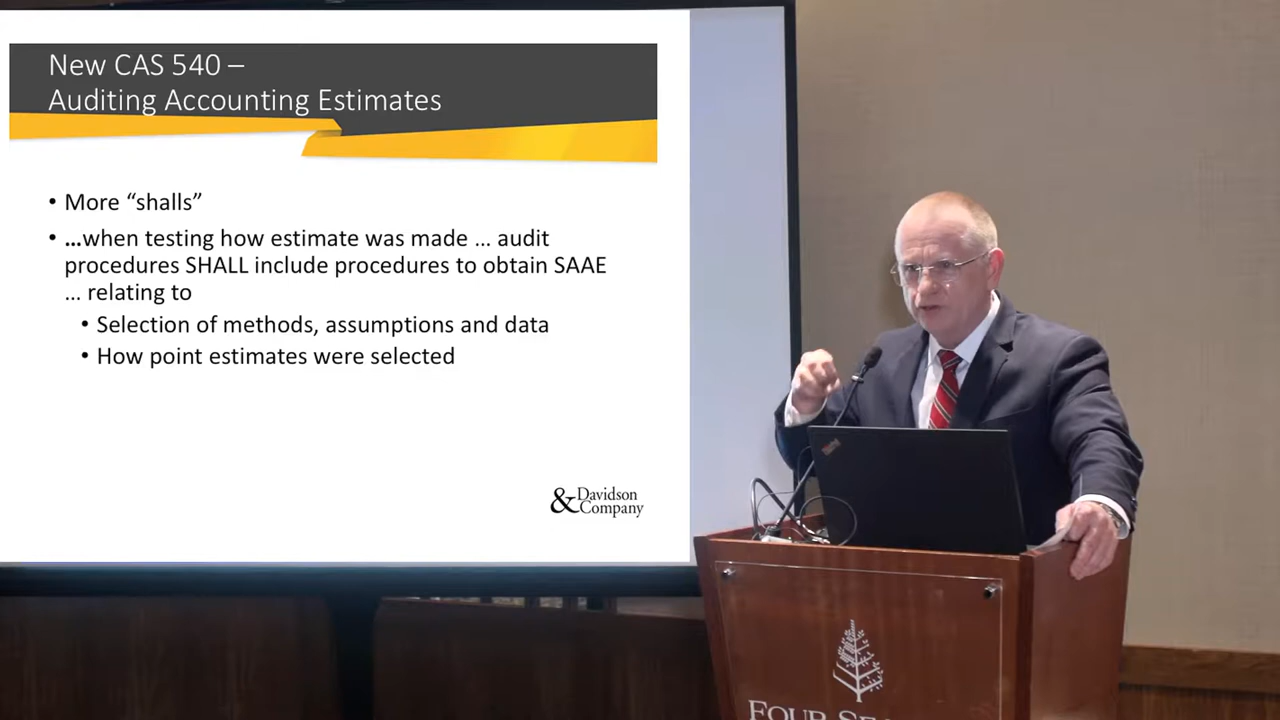 New CAS 540 –
Auditing Accounting Estimates
• More “shalls”
• ...when testing how estimate was made ... audit
procedures SHALL include procedures to obtain SAAE
... relating to
• Selection of methods, assumptions and data
• How point estimates were selected
& Davidson
Company
FOUR